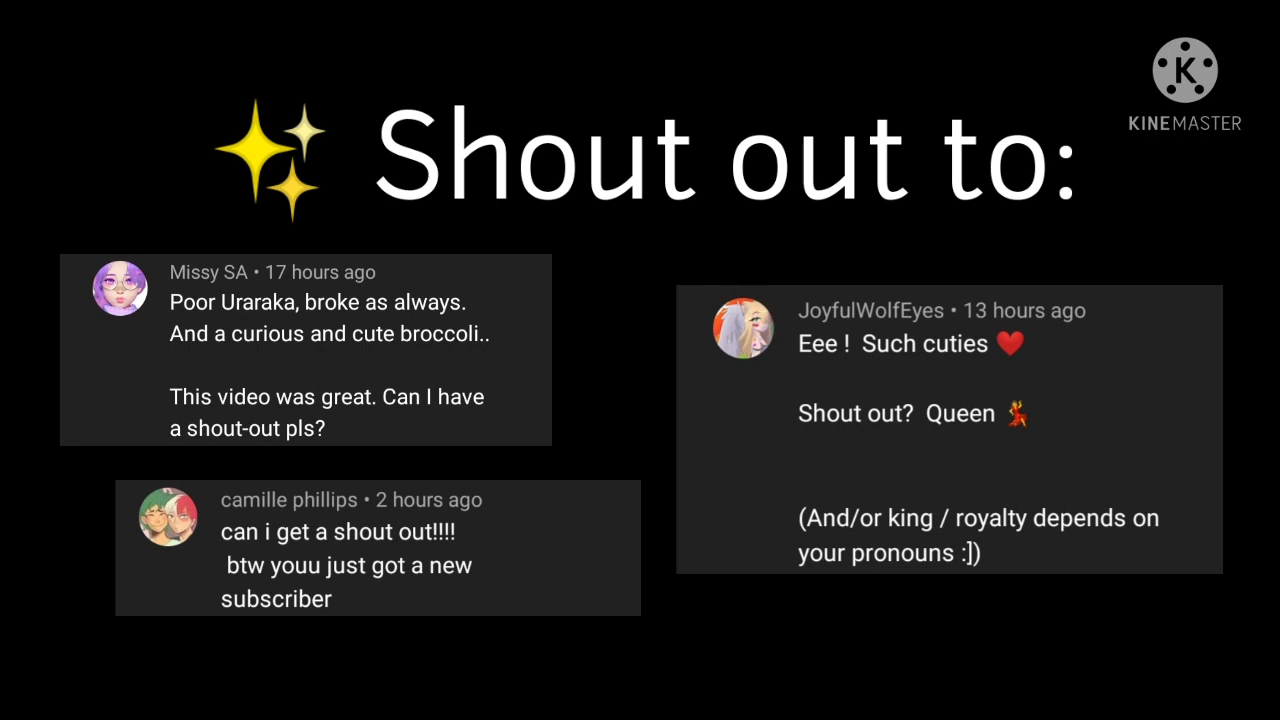 ✨ Shout out to:
K
KINEMASTER
Missy SA • 17 hours ago
Poor Uraraka, broke as always.
And a curious and cute broccoli..
This video was great. Can I have
a shout-out pls?
JoyfulWolfEyes • 13 hours ago
Eee ! Such cuties ❤️
Shout out? Queen 💃
(And/or king / royalty depends on
your pronouns :])
camille phillips • 2 hours ago
can i get a shout out!!!!
btw youu just got a new
subscriber